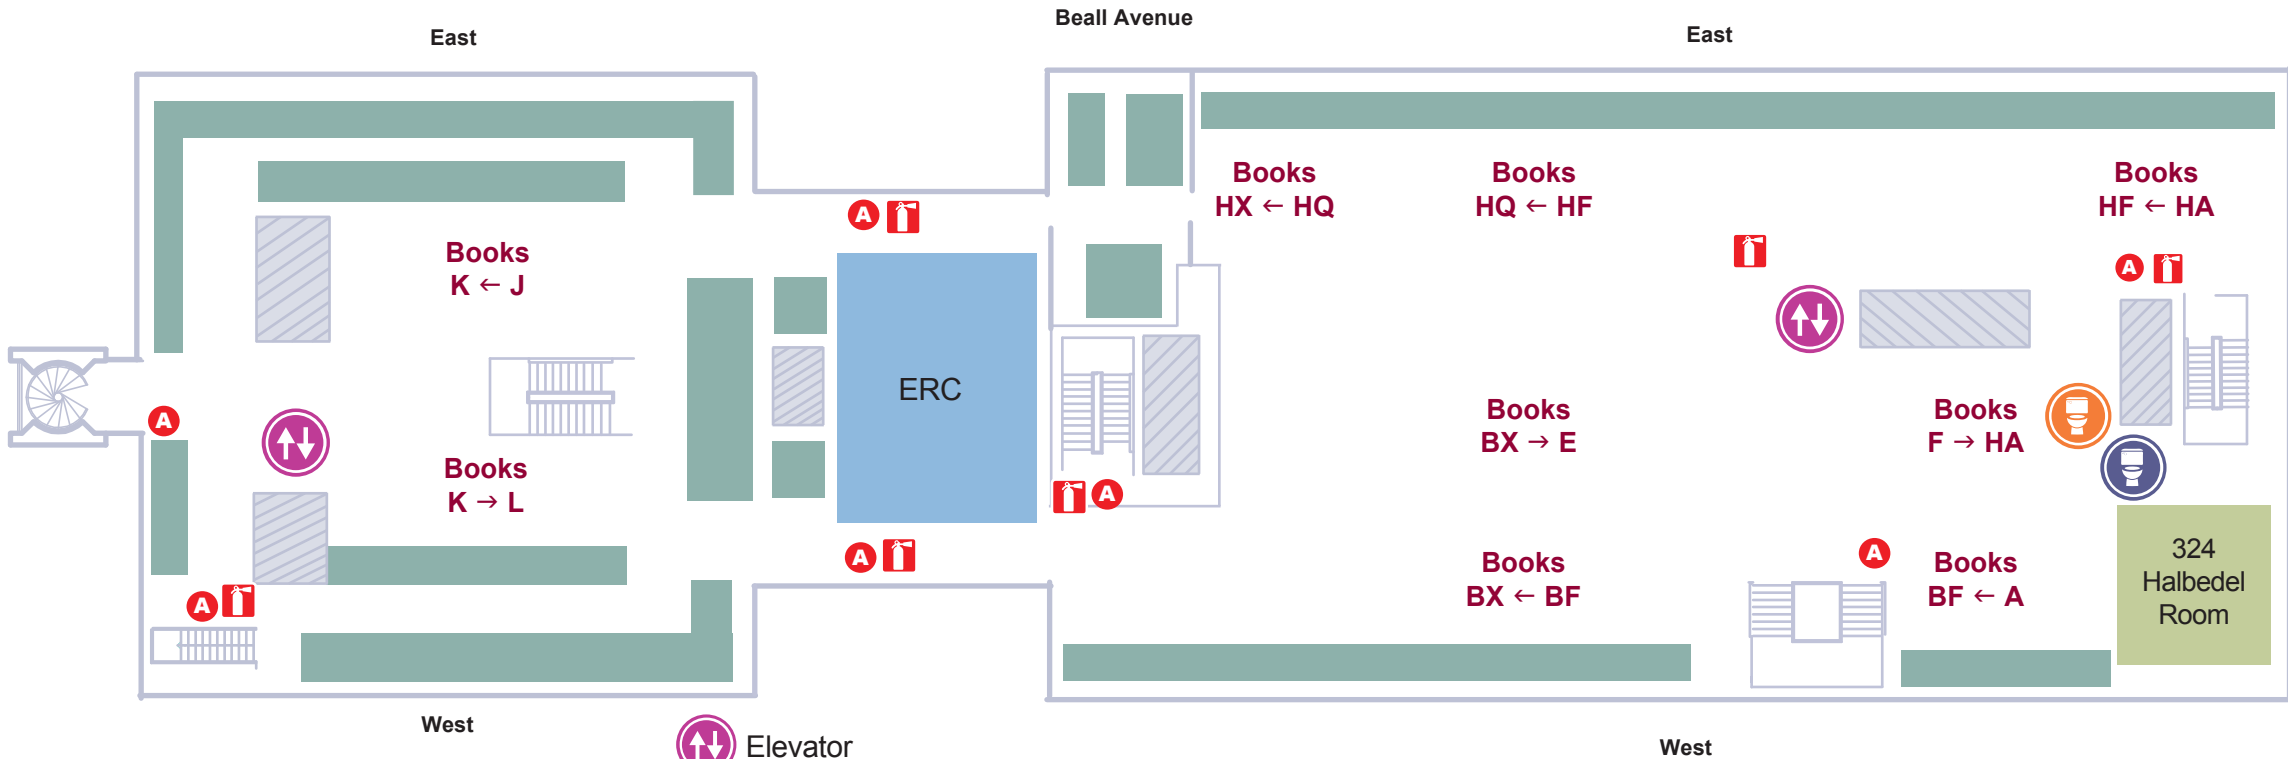 Beall Avenue
East
East
Books
HX ← HQ
Books
HQ ← HF
Books
HF ← HA
A
A
Books
K ← J
ERC
Books
BX → E
Books
F → HA
A
Books
K → L
A
A
A
Books
BX ← BF
A
Books
BF ← A
324
Halbedel
Room
A
West
Elevator
West